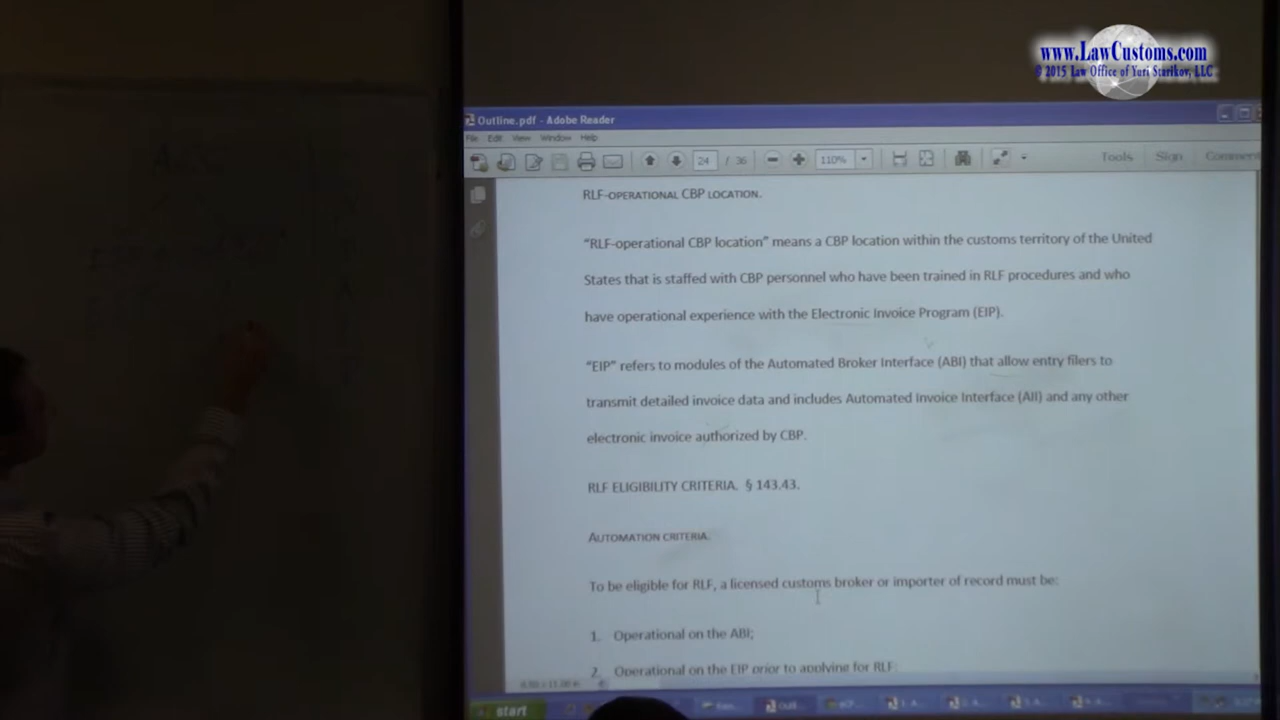 www.LawCustoms.com
© 2015 Law Office of Yuri Starikov, LLC
Outline.pdf - Adobe Reader
File Edit View Window Help
24 / 36 110% Tools Sign Comment
RLF-OPERATIONAL CBP LOCATION.
“RLF-operational CBP location” means a CBP location within the customs territory of the United
States that is staffed with CBP personnel who have been trained in RLF procedures and who
have operational experience with the Electronic Invoice Program (EIP).
“EIP” refers to modules of the Automated Broker Interface (ABI) that allow entry filers to
transmit detailed invoice data and includes Automated Invoice Interface (AII) and any other
electronic invoice authorized by CBP.
RLF ELIGIBILITY CRITERIA. § 143.43.
AUTOMATION CRITERIA.
To be eligible for RLF, a licensed customs broker or importer of record must be:
1. Operational on the ABI;
2. Operational on the EIP prior to applying for RLF;
start